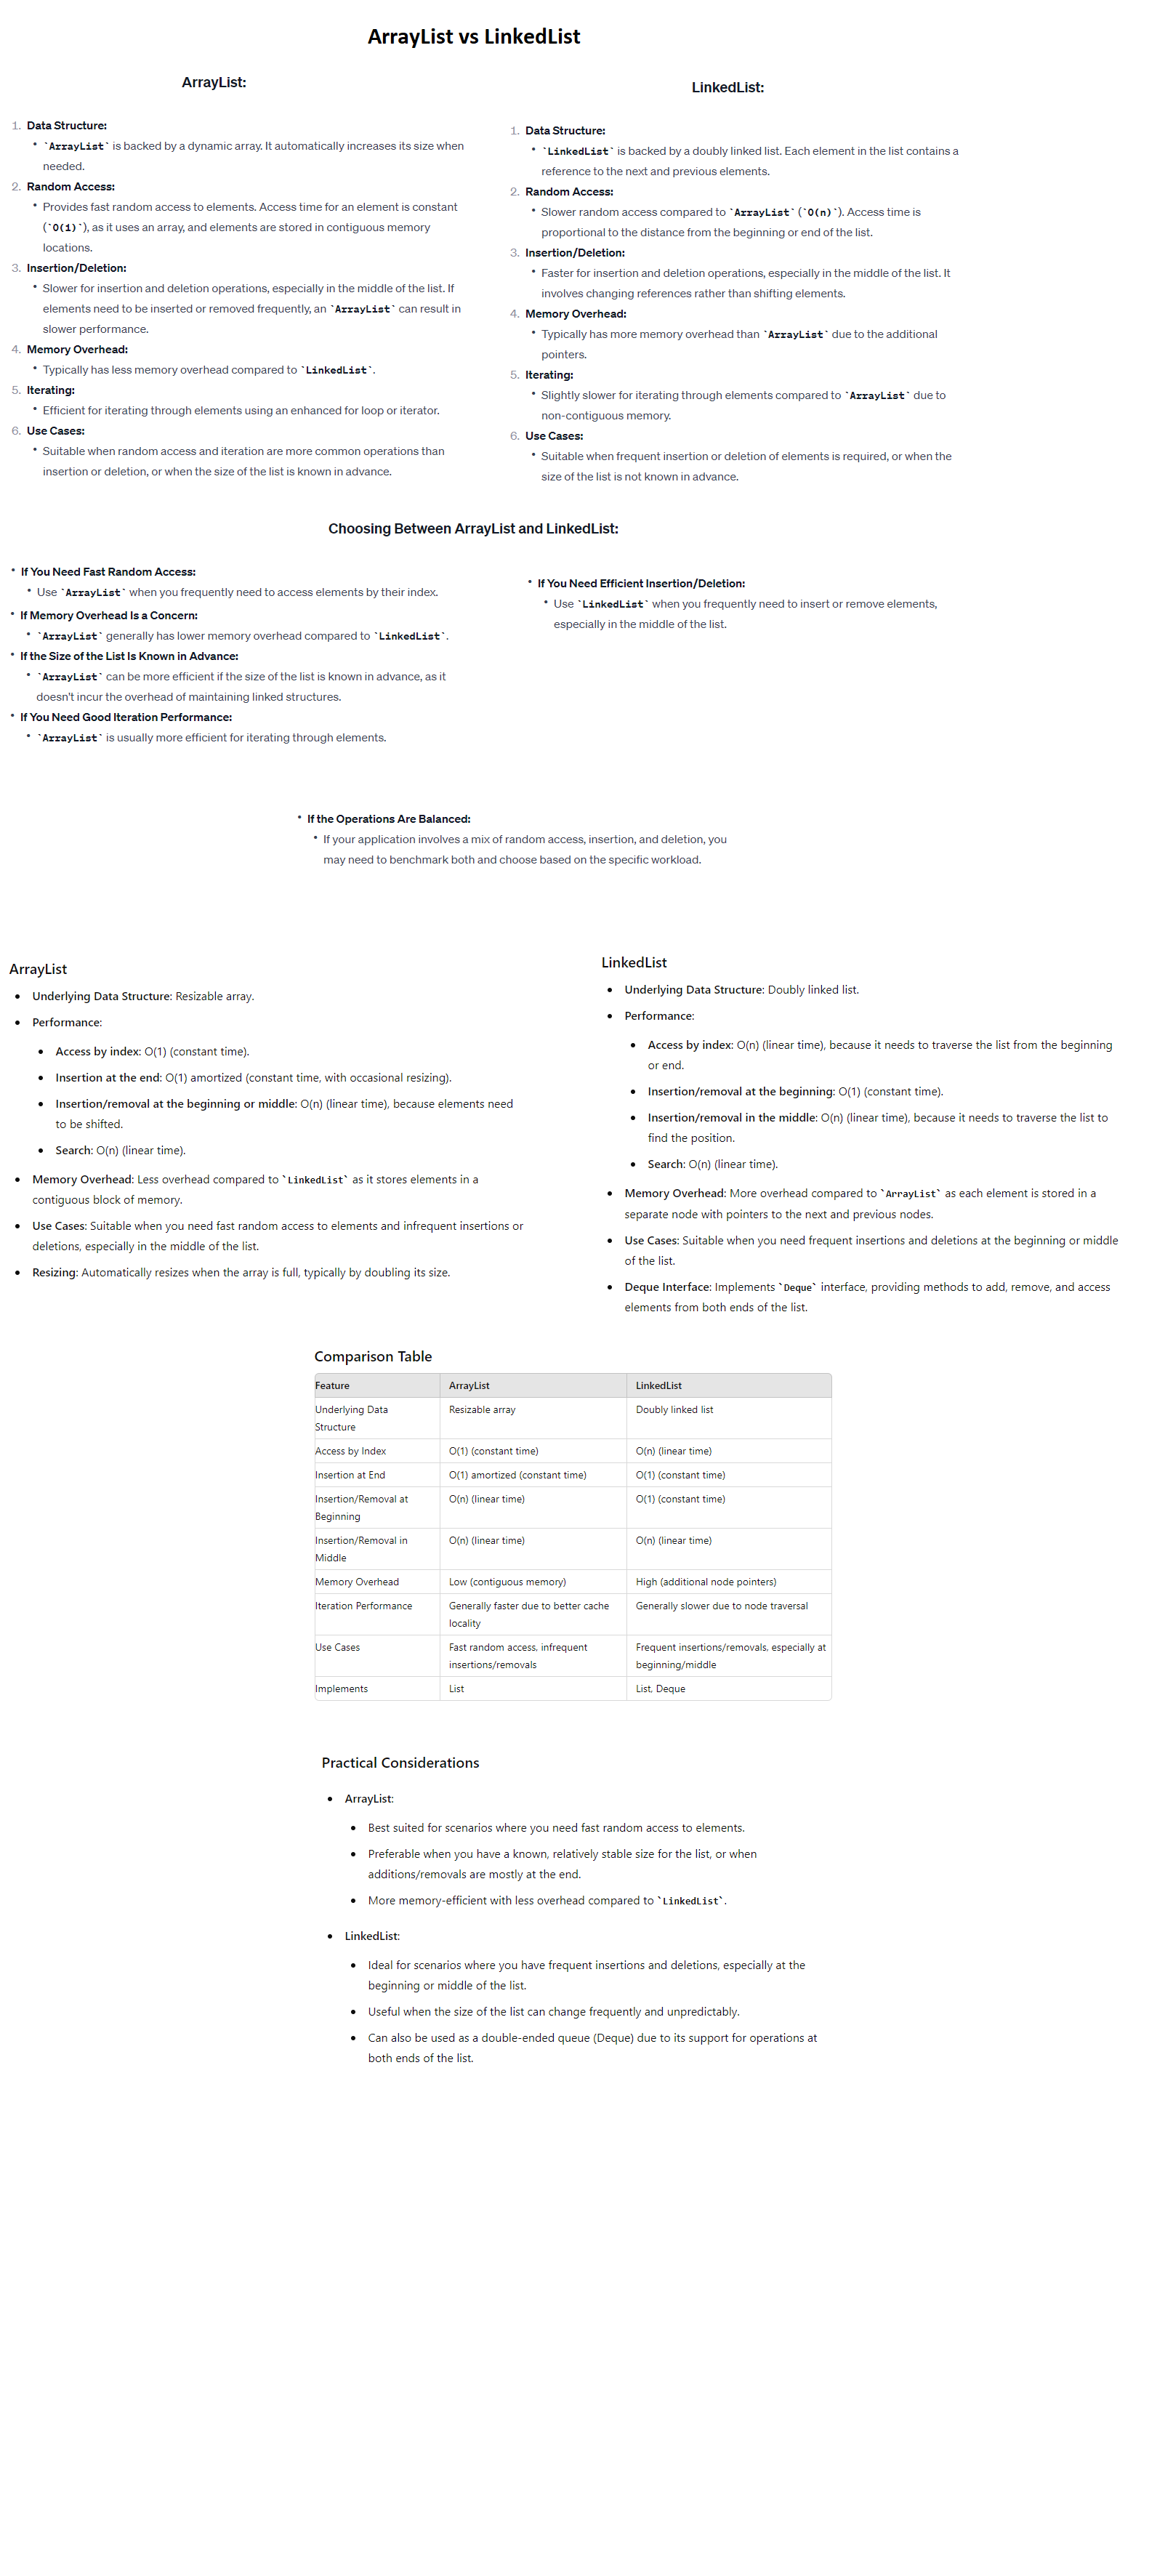 ArrayList vs LinkedList
ArrayList:
1. Data Structure:
• `ArrayList` is backed by a dynamic array. It automatically increases its size when
needed.
2. Random Access:
• Provides fast random access to elements. Access time for an element is constant
(`O(1)`), as it uses an array, and elements are stored in contiguous memory
locations.
3. Insertion/Deletion:
• Slower for insertion and deletion operations, especially in the middle of the list. If
elements need to be inserted or removed frequently, an `ArrayList` can result in
slower performance.
4. Memory Overhead:
• Typically has less memory overhead compared to `LinkedList`.
5. Iterating:
• Efficient for iterating through elements using an enhanced for loop or iterator.
6. Use Cases:
• Suitable when random access and iteration are more common operations than
insertion or deletion, or when the size of the list is known in advance.
LinkedList:
1. Data Structure:
• `LinkedList` is backed by a doubly linked list. Each element in the list contains a
reference to the next and previous elements.
2. Random Access:
• Slower random access compared to `ArrayList` (`O(n)`). Access time is
proportional to the distance from the beginning or end of the list.
3. Insertion/Deletion:
• Faster for insertion and deletion operations, especially in the middle of the list. It
involves changing references rather than shifting elements.
4. Memory Overhead:
• Typically has more memory overhead than `ArrayList` due to the additional
pointers.
5. Iterating:
• Slightly slower for iterating through elements compared to `ArrayList` due to
non-contiguous memory.
6. Use Cases:
• Suitable when frequent insertion or deletion of elements is required, or when the
size of the list is not known in advance.
Choosing Between ArrayList and LinkedList:
• If You Need Fast Random Access:
• Use `ArrayList` when you frequently need to access elements by their index.
• If Memory Overhead Is a Concern:
• `ArrayList` generally has lower memory overhead compared to `LinkedList`.
• If the Size of the List Is Known in Advance:
• `ArrayList` can be more efficient if the size of the list is known in advance, as it
doesn't incur the overhead of maintaining linked structures.
• If You Need Good Iteration Performance:
• `ArrayList` is usually more efficient for iterating through elements.
• If You Need Efficient Insertion/Deletion:
• Use `LinkedList` when you frequently need to insert or remove elements,
especially in the middle of the list.
• If the Operations Are Balanced:
• If your application involves a mix of random access, insertion, and deletion, you
may need to benchmark both and choose based on the specific workload.
ArrayList
• Underlying Data Structure: Resizable array.
• Performance:
• Access by index: O(1) (constant time).
• Insertion at the end: O(1) amortized (constant time, with occasional resizing).
• Insertion/removal at the beginning or middle: O(n) (linear time), because elements need
to be shifted.
• Search: O(n) (linear time).
• Memory Overhead: Less overhead compared to `LinkedList` as it stores elements in a
contiguous block of memory.
• Use Cases: Suitable when you need fast random access to elements and infrequent insertions or
deletions, especially in the middle of the list.
• Resizing: Automatically resizes when the array is full, typically by doubling its size.
LinkedList
• Underlying Data Structure: Doubly linked list.
• Performance:
• Access by index: O(n) (linear time), because it needs to traverse the list from the beginning
or end.
• Insertion/removal at the beginning: O(1) (constant time).
• Insertion/removal in the middle: O(n) (linear time), because it needs to traverse the list to
find the position.
• Search: O(n) (linear time).
• Memory Overhead: More overhead compared to `ArrayList` as each element is stored in a
separate node with pointers to the next and previous nodes.
• Use Cases: Suitable when you need frequent insertions and deletions at the beginning or middle
of the list.
• Deque Interface: Implements `Deque` interface, providing methods to add, remove, and access
elements from both ends of the list.
Comparison Table
Feature ArrayList LinkedList
Underlying Data Resizable array Doubly linked list
Structure
Access by Index O(1) (constant time) O(n) (linear time)
Insertion at End O(1) amortized (constant time) O(1) (constant time)
Insertion/Removal at O(n) (linear time) O(1) (constant time)
Beginning
Insertion/Removal in O(n) (linear time) O(n) (linear time)
Middle
Memory Overhead Low (contiguous memory) High (additional node pointers)
Iteration Performance Generally faster due to better cache Generally slower due to node traversal
locality
Use Cases Fast random access, infrequent Frequent insertions/removals, especially at
insertions/removals beginning/middle
Implements List List, Deque
Practical Considerations
• ArrayList:
• Best suited for scenarios where you need fast random access to elements.
• Preferable when you have a known, relatively stable size for the list, or when
additions/removals are mostly at the end.
• More memory-efficient with less overhead compared to `LinkedList`.
• LinkedList:
• Ideal for scenarios where you have frequent insertions and deletions, especially at the
beginning or middle of the list.
• Useful when the size of the list can change frequently and unpredictably.
• Can also be used as a double-ended queue (Deque) due to its support for operations at
both ends of the list.